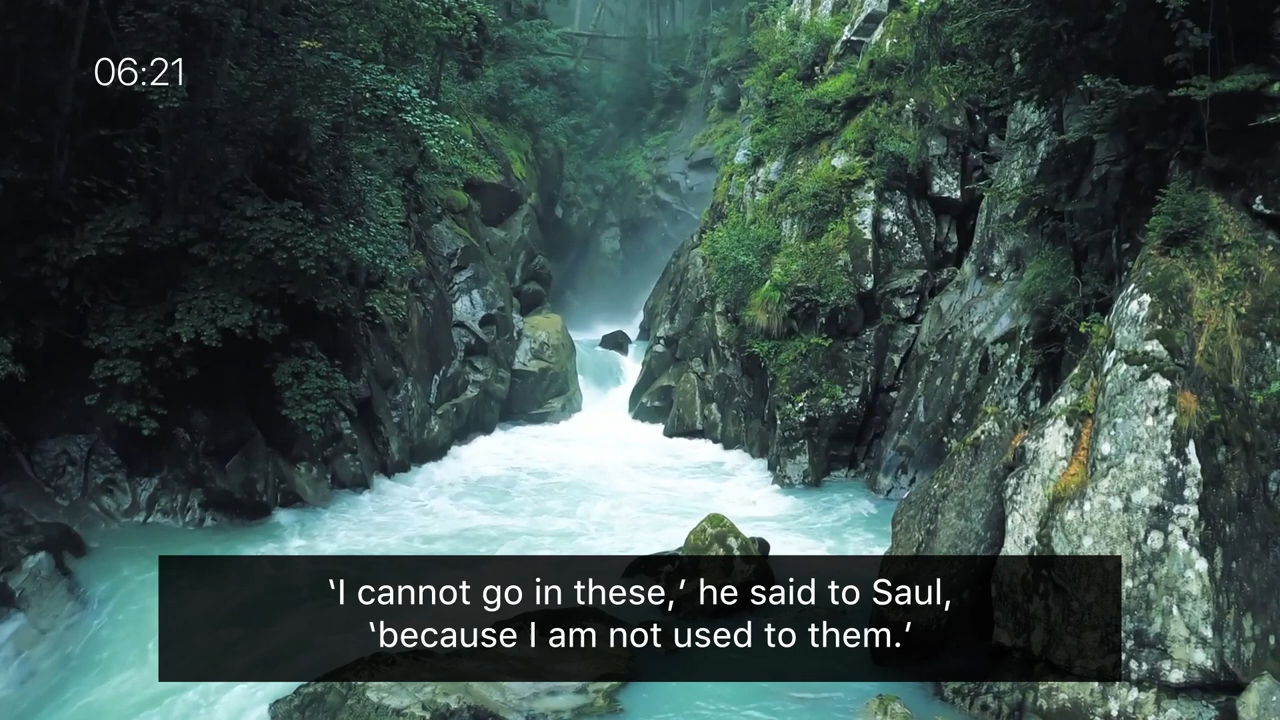 06:21
‘I cannot go in these,’ he said to Saul,
‘because I am not used to them.’